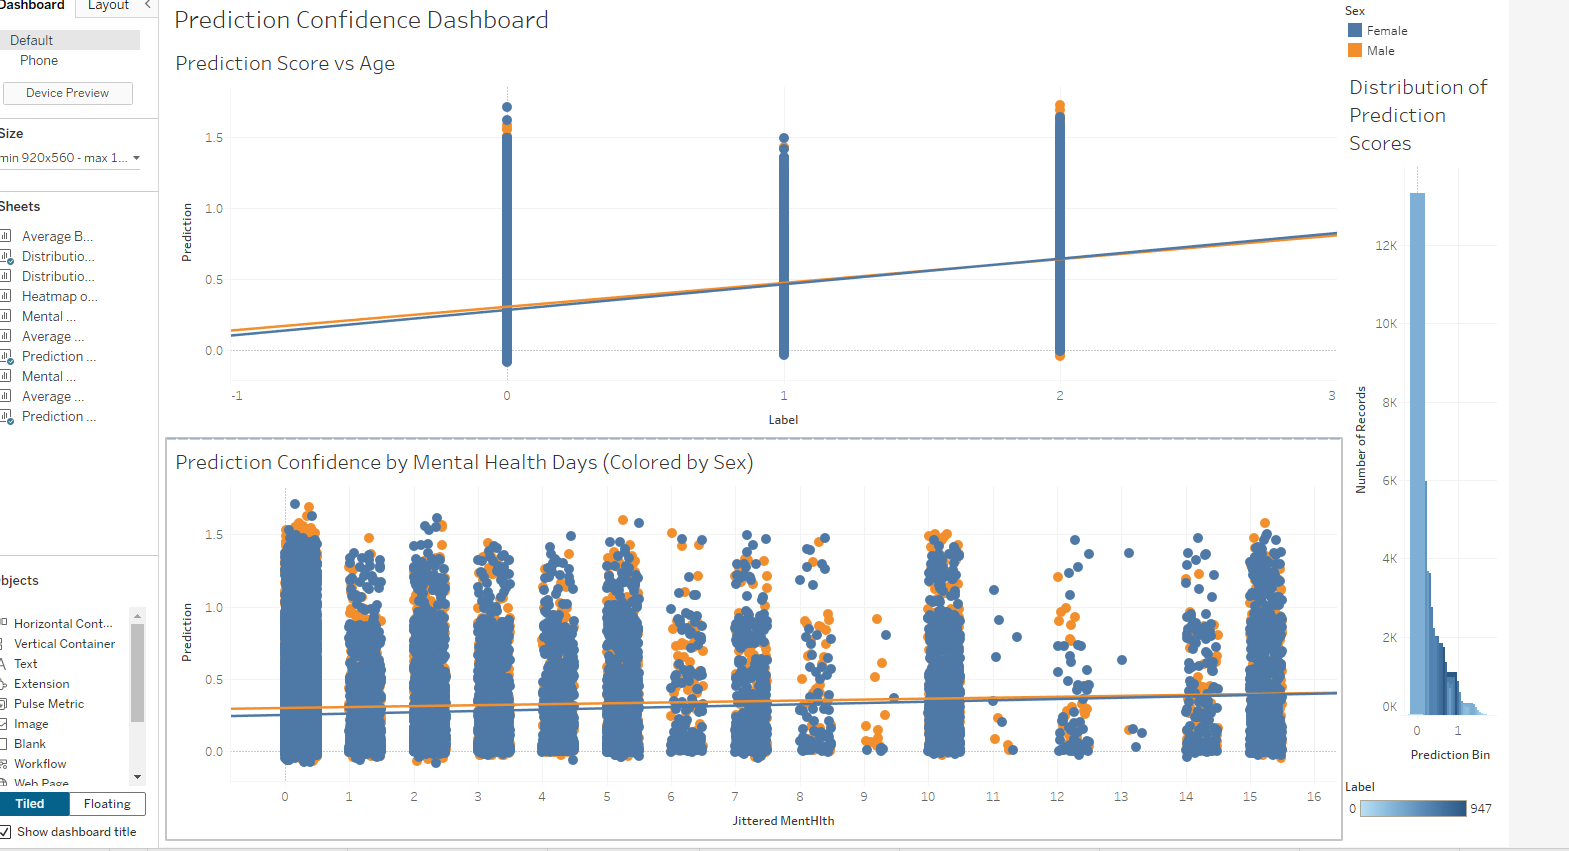 Dashboard
Layout
Default
Phone
Device Preview
Size
min 920x560 - max 1...
Sheets
Average B...
Distributio...
Distributio...
Heatmap o...
Mental ...
Average ...
Prediction ...
Mental ...
Average ...
Prediction ...
bjects
Horizontal Cont...
Vertical Container
Text
Extension
Pulse Metric
Image
Blank
Workflow
Web Page
Tiled
Floating
Show dashboard title
Prediction Confidence Dashboard
Prediction Score vs Age
Prediction
1.5
1.0
0.5
0.0
-1 0 1 2 3
Label
Prediction Confidence by Mental Health Days (Colored by Sex)
Prediction
1.5
1.0
0.5
0.0
0 1 2 3 4 5 6 7 8 9 10 11 12 13 14 15 16
Jittered MentHlth
Sex
Female
Male
Distribution of
Prediction
Scores
Number of Records
12K
10K
8K
6K
4K
2K
0K
0 1
Prediction Bin
Label
0 947